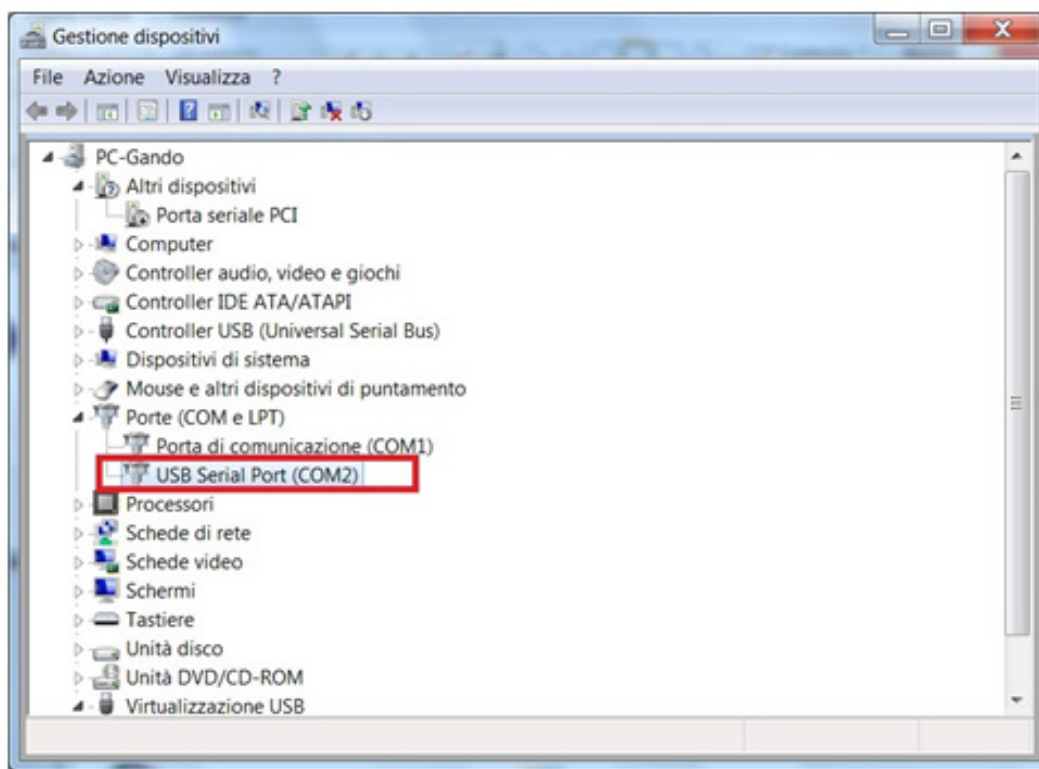 Gestione dispositivi
File Azione Visualizza ?
PC-Gando
Altri dispositivi
Porta seriale PCI
Computer
Controller audio, video e giochi
Controller IDE ATA/ATAPI
Controller USB (Universal Serial Bus)
Dispositivi di sistema
Mouse e altri dispositivi di puntamento
Porte (COM e LPT)
Porta di comunicazione (COM1)
USB Serial Port (COM2)
Processori
Schede di rete
Schede video
Schermi
Tastiere
Unità disco
Unità DVD/CD-ROM
Virtualizzazione USB